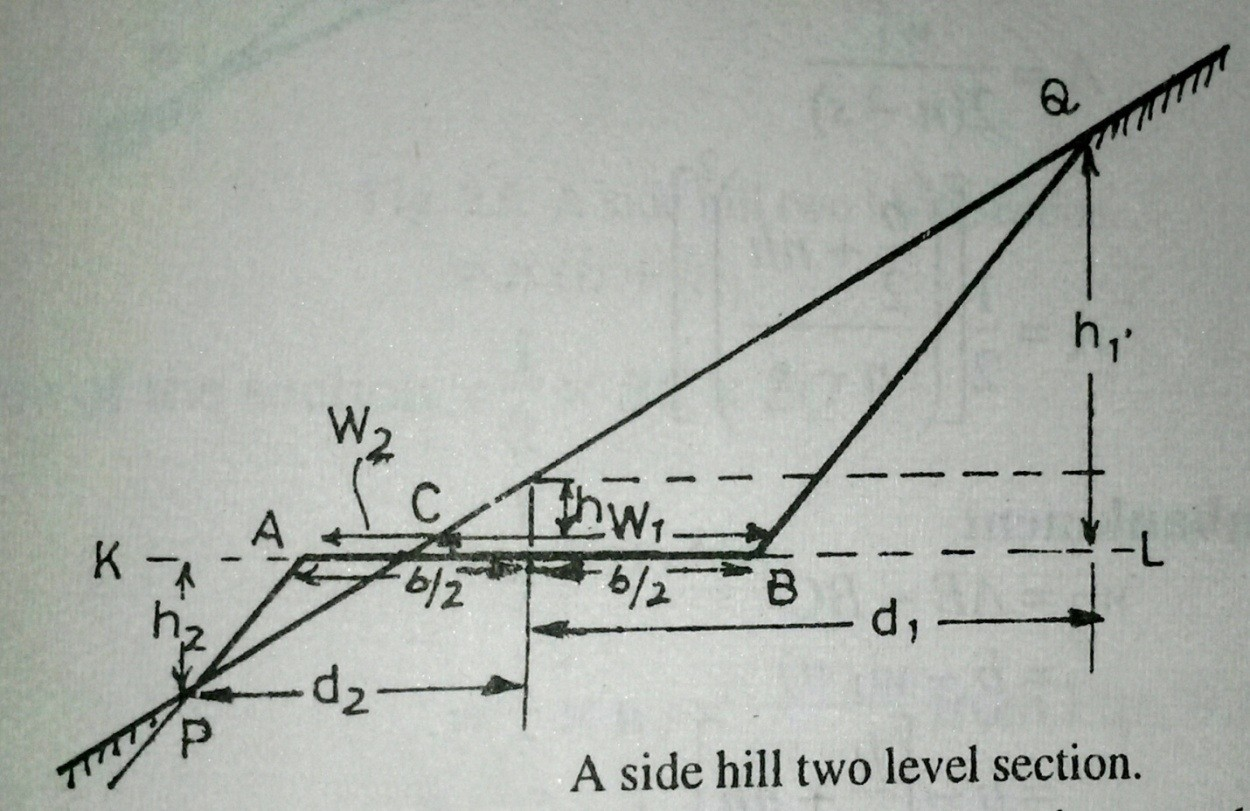 Q
h₁
W₂
C
h
W₁
A
K
L
b/2
b/2
B
h₂
d₁
d₂
P
A side hill two level section.